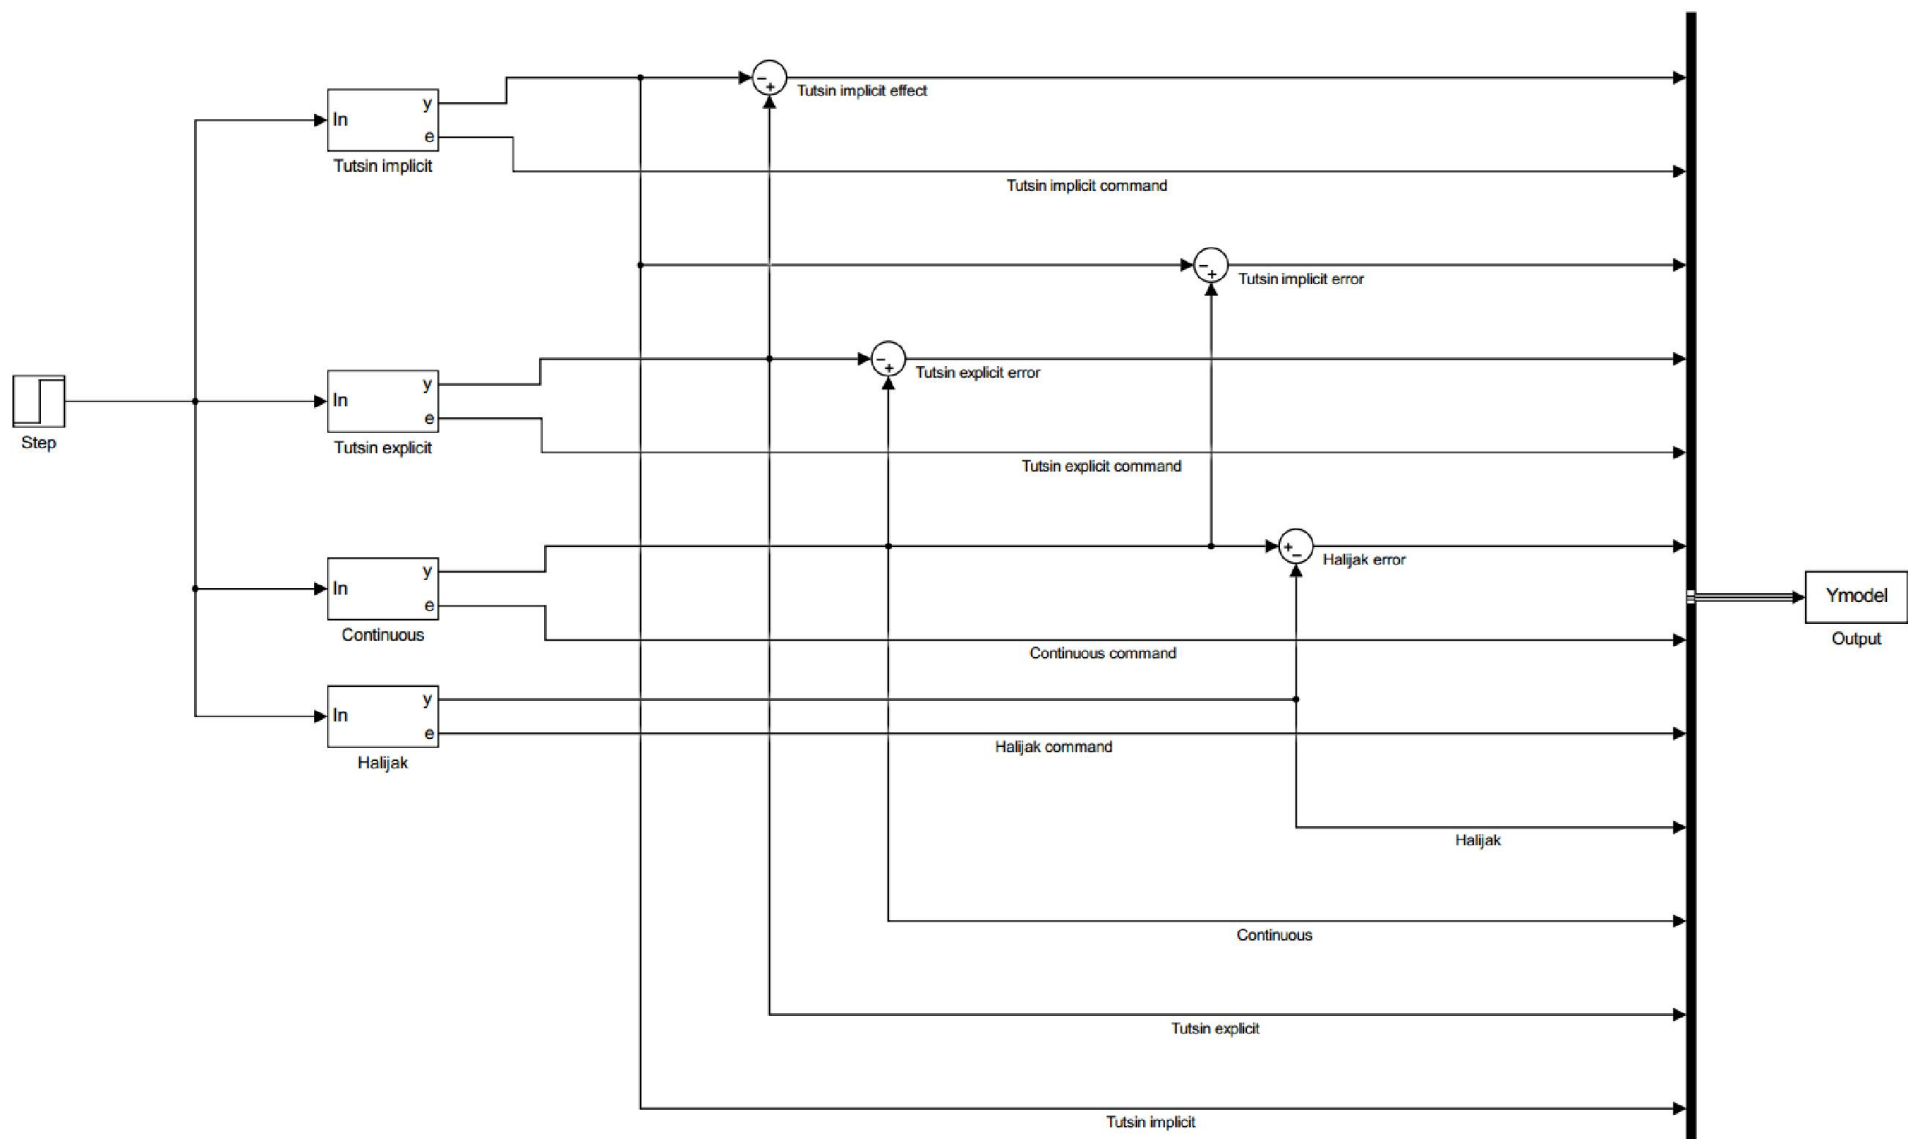 Tutsin implicit effect
In
y
e
Tutsin implicit
Tutsin implicit command
Tutsin implicit error
Tutsin explicit error
In
y
e
Step
Tutsin explicit
Tutsin explicit command
Halijak error
In
y
e
Ymodel
Continuous
Output
Continuous command
In
y
e
Halijak command
Halijak
Halijak
Continuous
Tutsin explicit
Tutsin implicit